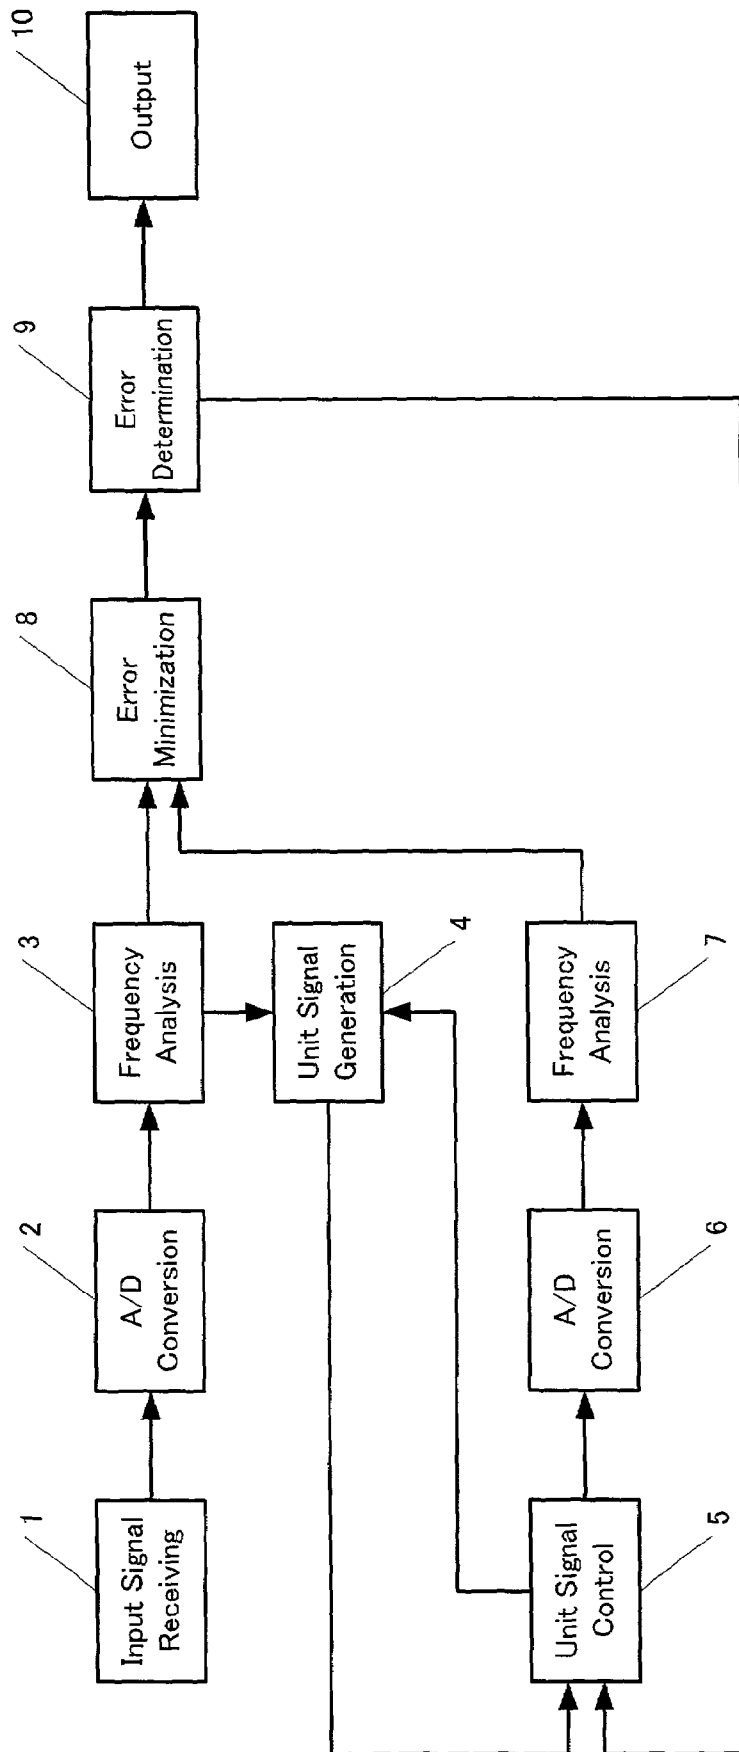 1
Input Signal
Receiving
2
A/D
Conversion
3
Frequency
Analysis
8
Error
Minimization
9
Error
Determination
10
Output
Unit Signal
Generation
4
Unit Signal
Control
5
A/D
Conversion
6
Frequency
Analysis
7